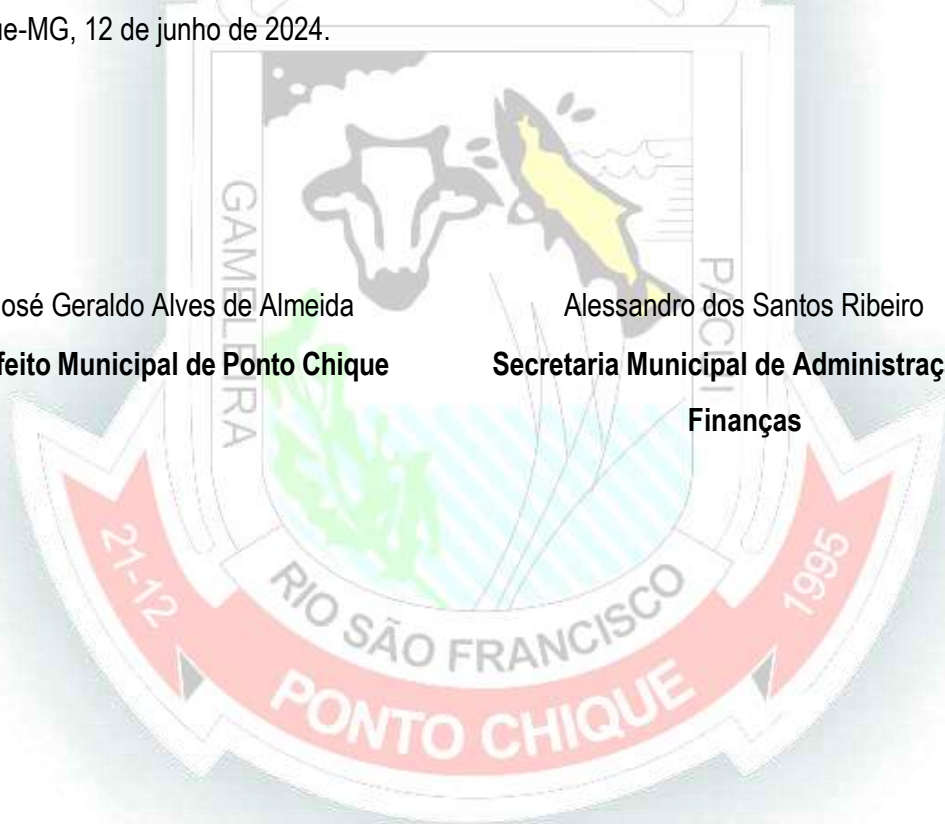 ue-MG, 12 de junho de 2024.
GAMELEIRA
PACUI
osé Geraldo Alves de Almeida
Alessandro dos Santos Ribeiro
feito Municipal de Ponto Chique
Secretaria Municipal de Administraç
Finanças
21-12
1995
RIO SÃO FRANCISCO
PONTO CHIQUE